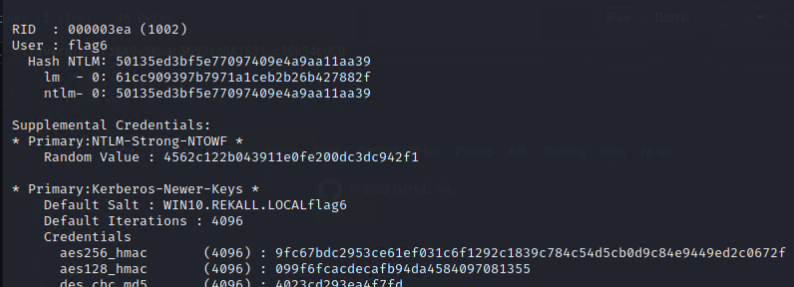 RID  : 000003ea (1002)
User : flag6
  Hash NTLM: 50135ed3bf5e77097409e4a9aa11aa39
    lm  - 0: 61cc909397b7971a1ceb2b26b427882f
    ntlm- 0: 50135ed3bf5e77097409e4a9aa11aa39

Supplemental Credentials:
* Primary:NTLM-Strong-NTOWF *
    Random Value : 4562c122b043911e0fe200dc3dc942f1

* Primary:Kerberos-Newer-Keys *
    Default Salt : WIN10.REKALL.LOCALflag6
    Default Iterations : 4096
    Credentials
      aes256_hmac       (4096) : 9fc67bdc2953ce61ef031c6f1292c1839c784c54d5cb0d9c84e9449ed2c0672f
      aes128_hmac       (4096) : 099f6fcacdecafb94da4584097081355
      des_cbc_md5       (4096) : 4023cd293ea4f7fd